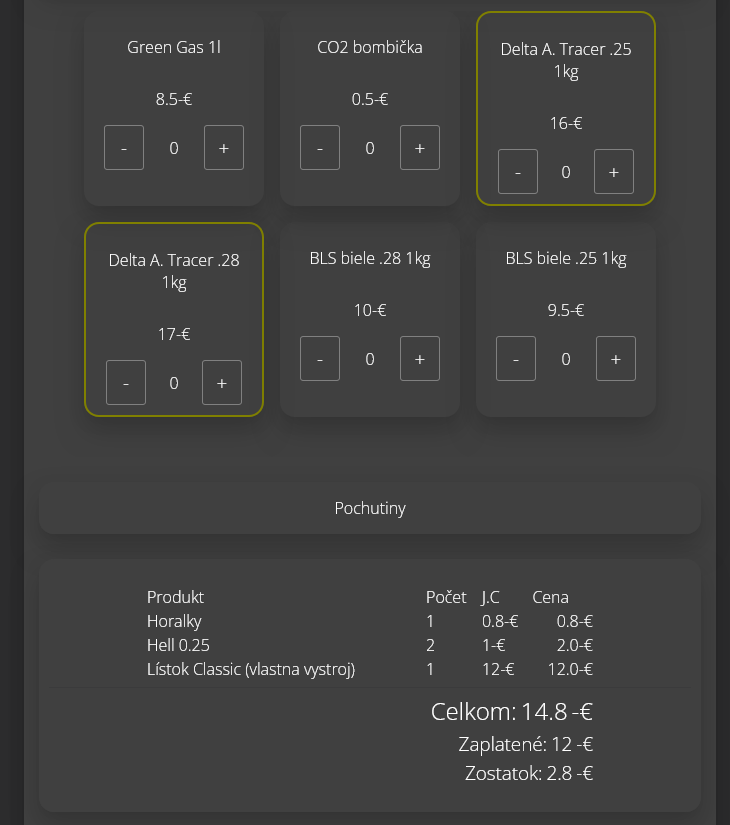 Green Gas 1l
8.5-€
- 0 +
CO2 bombička
0.5-€
- 0 +
Delta A. Tracer .25
1kg
16-€
- 0 +
Delta A. Tracer .28
1kg
17-€
- 0 +
BLS biele .28 1kg
10-€
- 0 +
BLS biele .25 1kg
9.5-€
- 0 +
Pochutiny
Produkt Počet J.C Cena
Horalky 1 0.8-€ 0.8-€
Hell 0.25 2 1-€ 2.0-€
Lístok Classic (vlastna vystroj) 1 12-€ 12.0-€
Celkom: 14.8 -€
Zaplatené: 12 -€
Zostatok: 2.8 -€